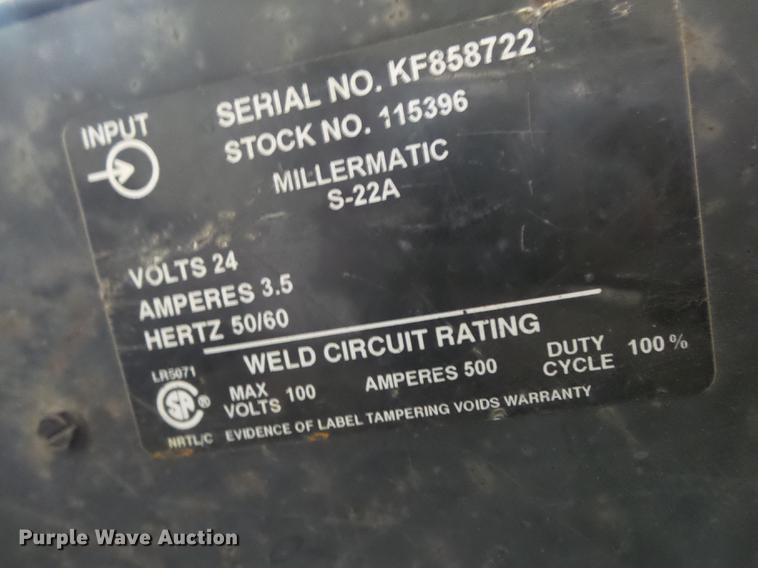 SERIAL NO. KF858722
STOCK NO. 115396
INPUT
MILLERMATIC
S-22A
VOLTS 24
AMPERES 3.5
HERTZ 50/60
WELD CIRCUIT RATING
LR5071
MAX VOLTS 100 AMPERES 500 DUTY CYCLE 100%
SA ®
NRTL/C EVIDENCE OF LABEL TAMPERING VOIDS WARRANTY
Purple Wave Auction